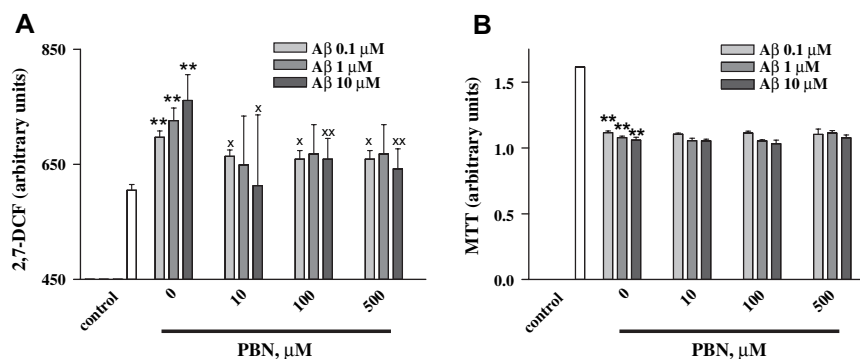 A
850
650
450
2,7-DCF (arbitrary units)
Aβ 0.1 μM
Aβ 1 μM
Aβ 10 μM
** ** **
x x
x xx
x xx
control 0 10 100 500
PBN, μM
B
1.5
1.0
0.5
0.0
MTT (arbitrary units)
Aβ 0.1 μM
Aβ 1 μM
Aβ 10 μM
** ** **
control 0 10 100 500
PBN, μM